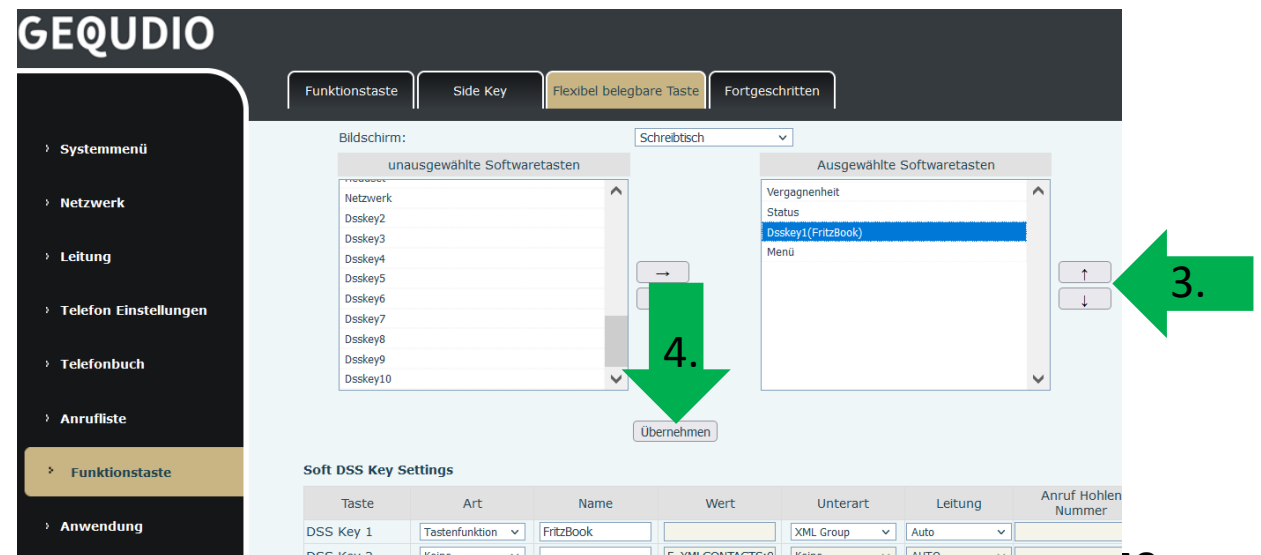 GEQUDIO
Funktionstaste Side Key Flexibel belegbare Taste Fortgeschritten
Systemmenü
Netzwerk
Leitung
Telefon Einstellungen
Telefonbuch
Anrufliste
Funktionstaste
Anwendung
Bildschirm: Schreibtisch
unausgewählte Softwaretasten
Netzwerk
Dsskey2
Dsskey3
Dsskey4
Dsskey5
Dsskey6
Dsskey7
Dsskey8
Dsskey9
Dsskey10
→
Ausgewählte Softwaretasten
Vergagnenheit
Status
Dsskey1(FritzBook)
Menü
↑
↓
3.
4.
Übernehmen
Soft DSS Key Settings
Taste Art Name Wert Unterart Leitung Anruf Hohlen
Nummer
DSS Key 1 Tastenfunktion FritzBook XML Group Auto